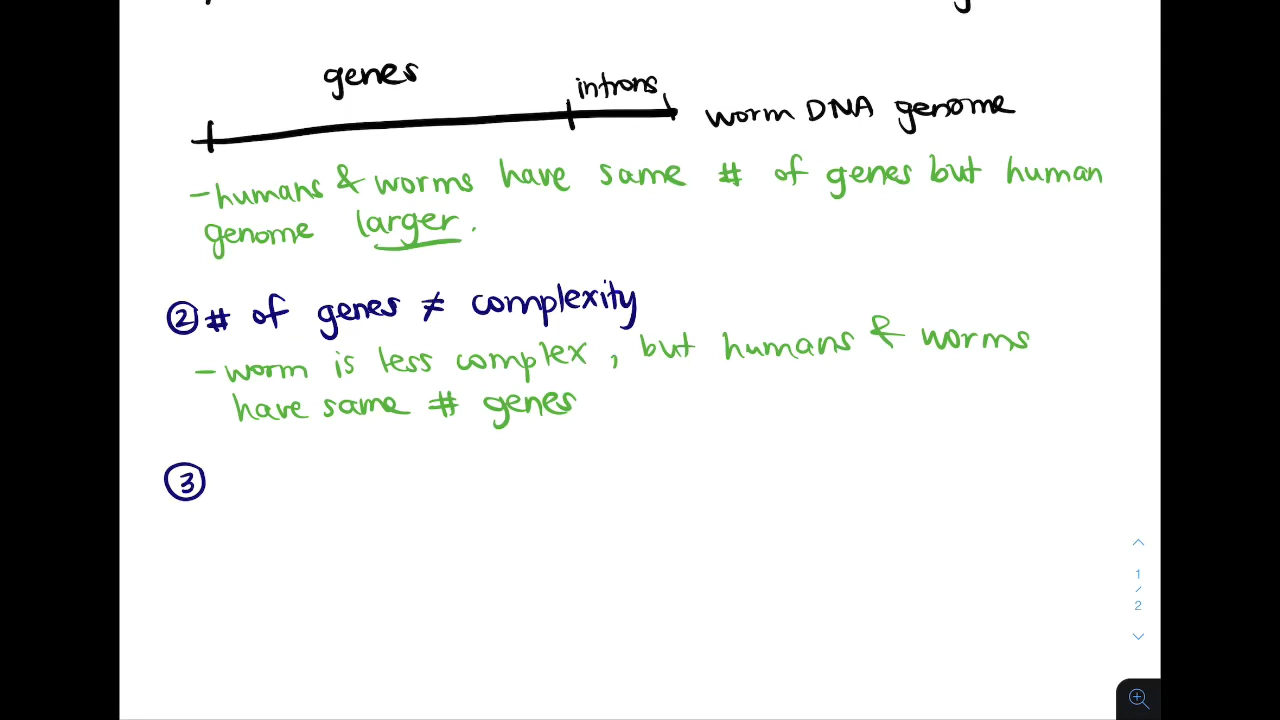 genes
introns
worm DNA genome
- humans & worms have same # of genes but human
genome larger.
② # of genes ≠ complexity
- worm is less complex, but humans & worms
have same # genes
③
1
/
2